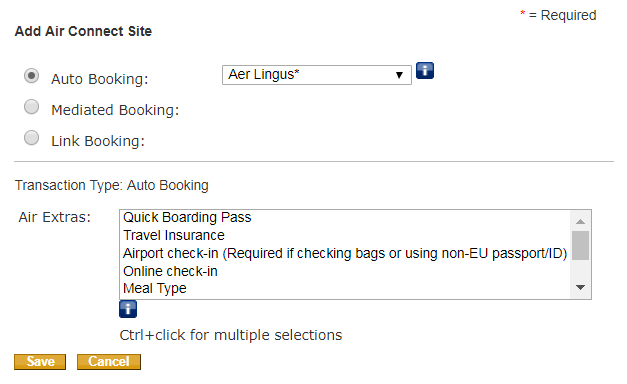 * = Required
Add Air Connect Site
Auto Booking:
Aer Lingus*
Mediated Booking:
Link Booking:
Transaction Type: Auto Booking
Air Extras:
Quick Boarding Pass
Travel Insurance
Airport check-in (Required if checking bags or using non-EU passport/ID)
Online check-in
Meal Type
Ctrl+click for multiple selections
Save Cancel